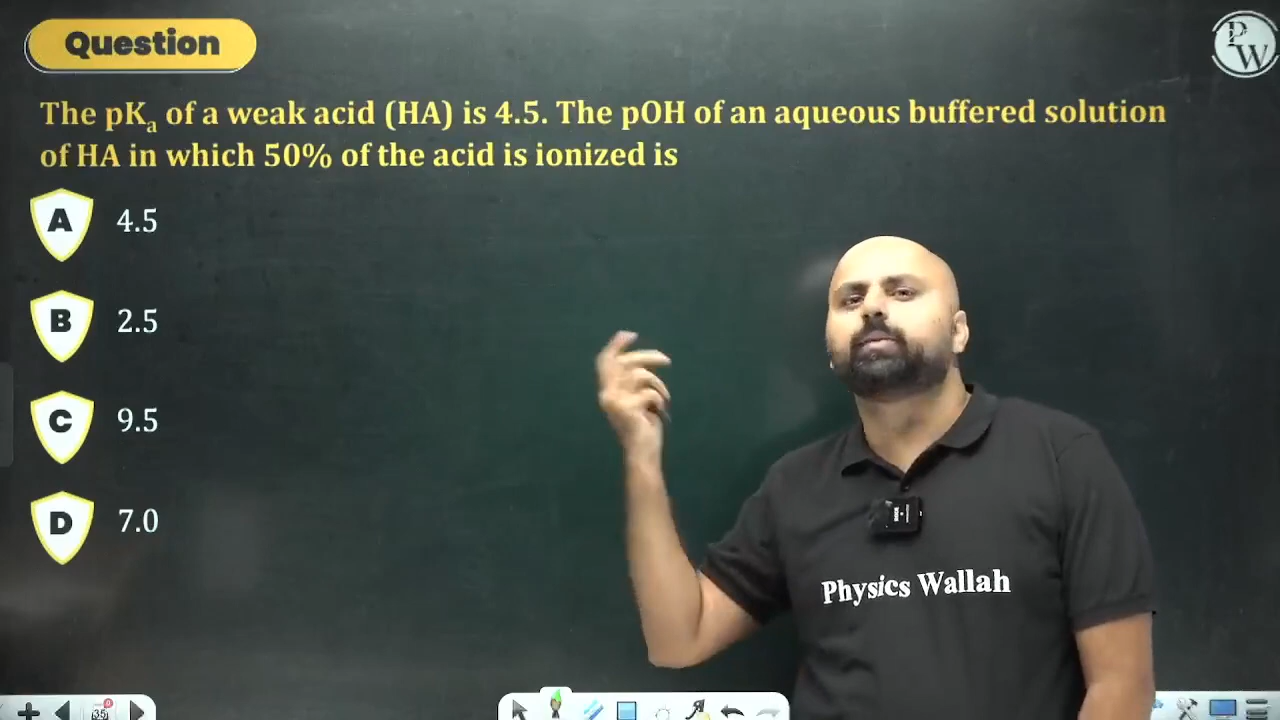 Question
PW
The pKa of a weak acid (HA) is 4.5. The pOH of an aqueous buffered solution
of HA in which 50% of the acid is ionized is
A 4.5
B 2.5
C 9.5
D 7.0
Physics Wallah
35